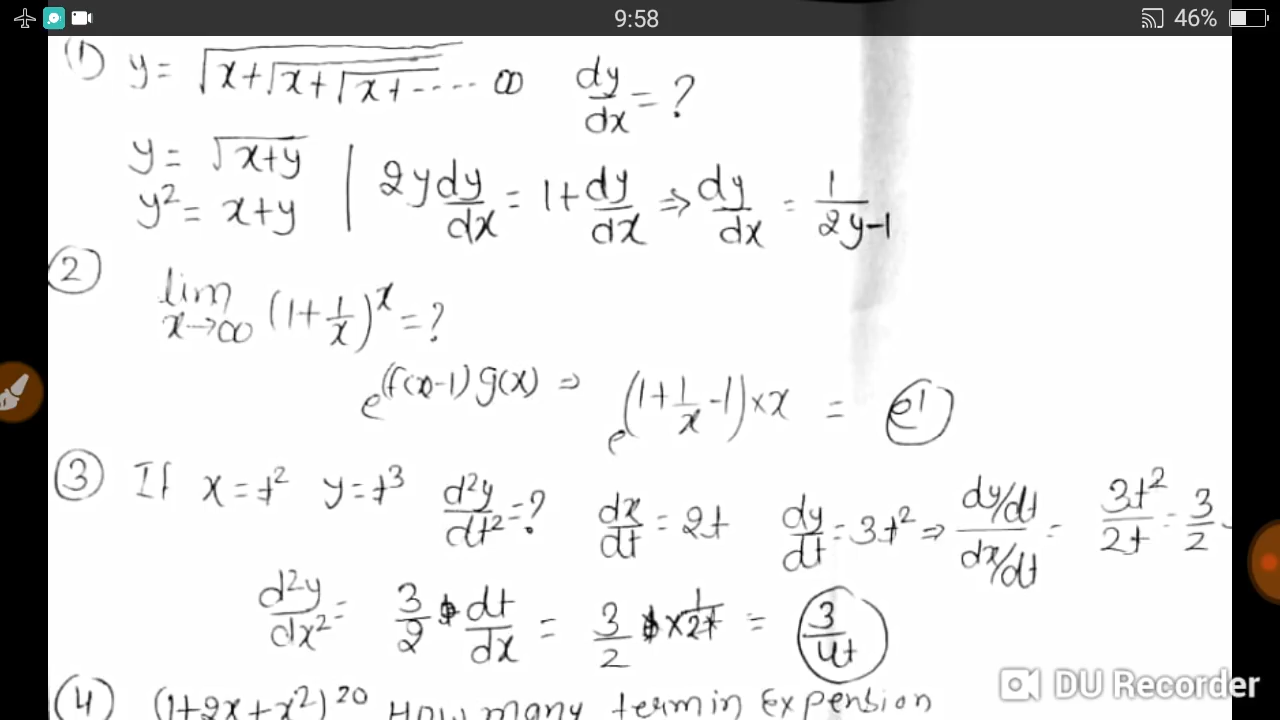 9:58 46%
(1) y = √(x+√(x+√(x+---- ∞ dy/dx = ?
y = √(x+y) | 2y dy/dx = 1+dy/dx ⇒ dy/dx = 1/(2y-1)
y² = x+y
(2) lim x→∞ (1+1/x)^x = ?
e^(f(x)-1)g(x) ⇒ e^(1+1/x-1)×x = e¹
(3) If x=t² y=t³ d²y/dt²=? dx/dt = 2t dy/dt = 3t² ⇒ (dy/dt)/(dx/dt) = 3t²/2t = 3/2
d²y/dx² = 3/2 dt/dx = 3/2 × 1/2t = 3/4t
(4) (1+2x+x²)^20 How many term in Expension
DU Recorder